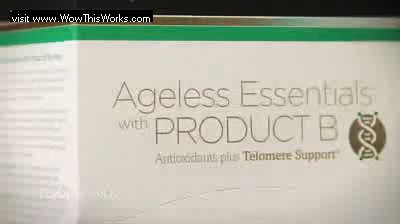 visit www.WowThisWorks.com
Ageless Essentials
with PRODUCT B
Antioxidants plus Telomere Support